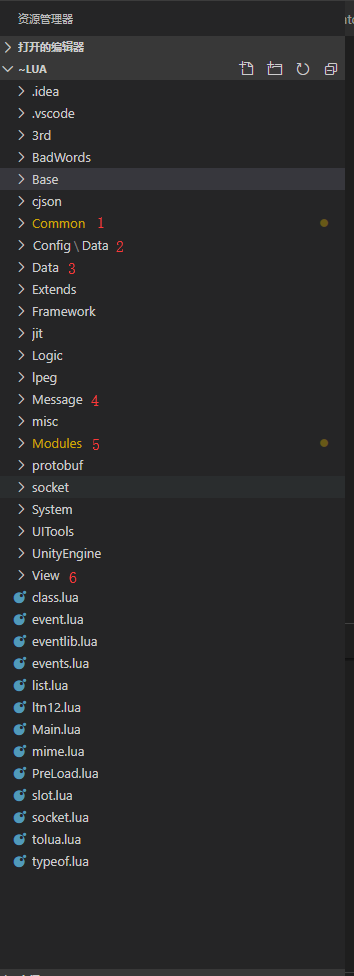 资源管理器
打开的编辑器
~LUA
.idea
.vscode
3rd
BadWords
Base
cjson
Common 1
Config\Data 2
Data 3
Extends
Framework
jit
Logic
lpeg
Message 4
misc
Modules 5
protobuf
socket
System
UITools
UnityEngine
View 6
class.lua
event.lua
eventlib.lua
events.lua
list.lua
ltn12.lua
Main.lua
mime.lua
PreLoad.lua
slot.lua
socket.lua
tolua.lua
typeof.lua